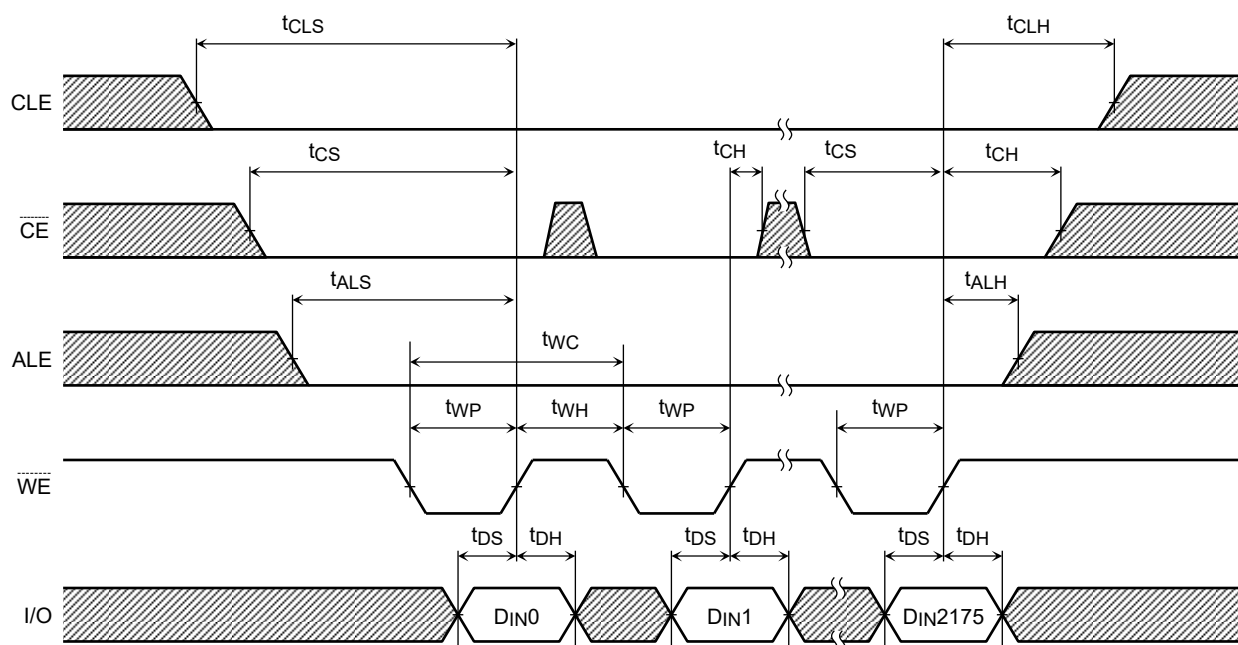 tCLS tCLH
CLE
tCS tCH tCS tCH
CE
tALS tALH
tWC
ALE
tWP tWH tWP tWP
WE
tDS tDH tDS tDH tDS tDH
I/O DIN0 DIN1 DIN2175